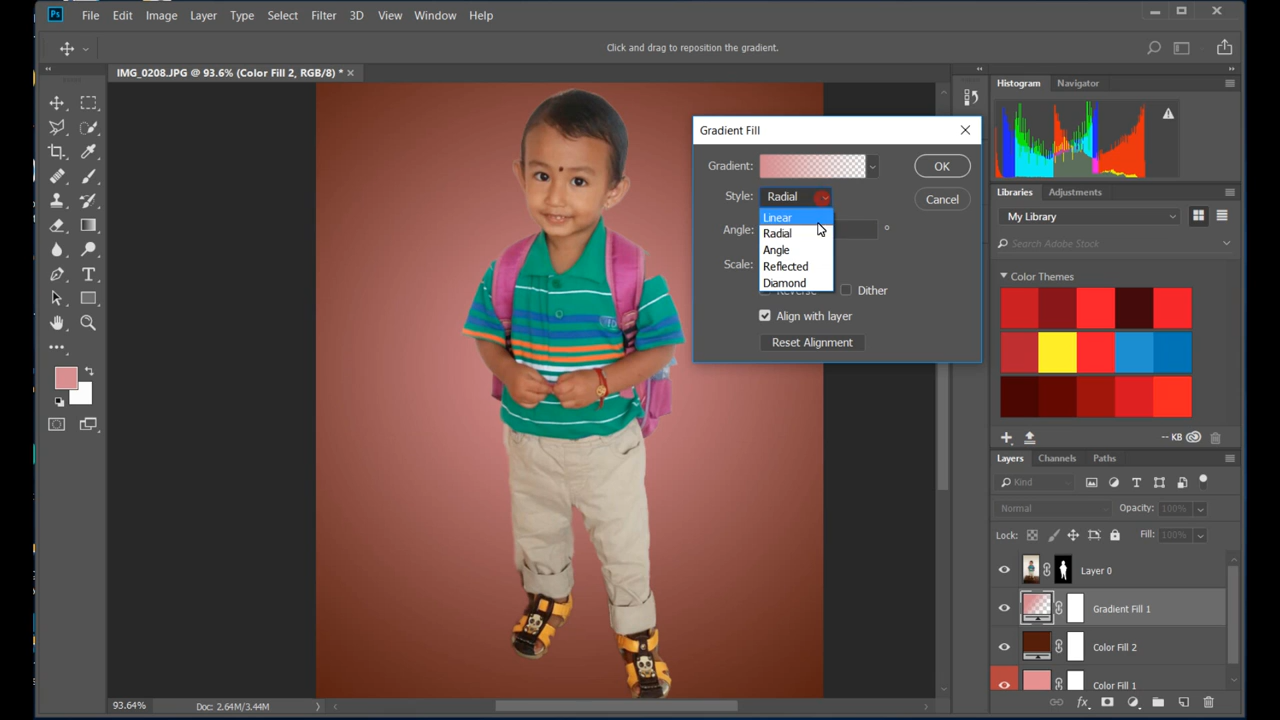 Ps File Edit Image Layer Type Select Filter 3D View Window Help
Click and drag to reposition the gradient.
IMG_0208.JPG @ 93.6% (Color Fill 2, RGB/8) *
Histogram Navigator
Gradient Fill
Gradient: OK
Style: Radial Cancel
Linear
Radial
Angle
Reflected
Diamond
Angle: °
Scale:
Reverse Dither
Align with layer
Reset Alignment
Libraries Adjustments
My Library
Search Adobe Stock
Color Themes
-- KB
Layers Channels Paths
Kind
Normal Opacity: 100%
Lock: Fill: 100%
Layer 0
Gradient Fill 1
Color Fill 2
Color Fill 1
93.64% Doc: 2.64M/3.44M